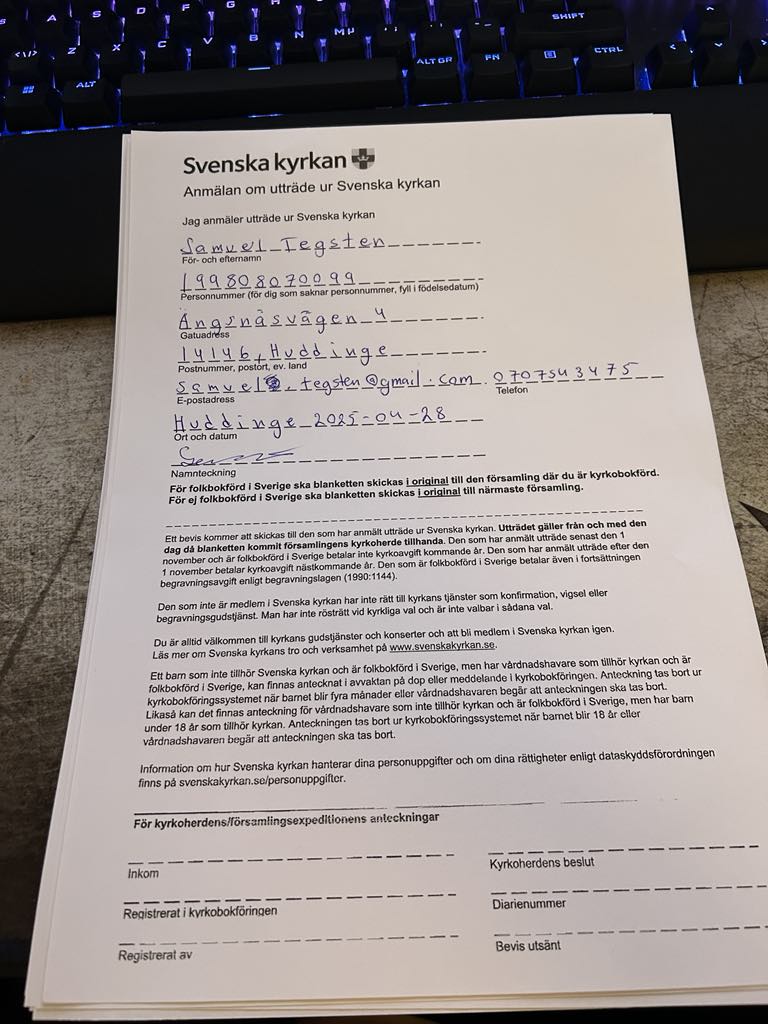 A S D F G H J
<\|/> Z X C V B N Mµ SHIFT
ALT ALT GR FN CTRL < >
Svenska kyrkan
Anmälan om utträde ur Svenska kyrkan
Jag anmäler utträde ur Svenska kyrkan
Samuel Tegsten
För- och efternamn
199808070099
Personnummer (för dig som saknar personnummer, fyll i födelsedatum)
Ängsnäsvägen 4
Gatuadress
14146, Huddinge
Postnummer, postort, ev. land
samuel.tegsten@gmail.com 0707543475
E-postadress Telefon
Huddinge 2025-04-28
Ort och datum
Namnteckning
För folkbokförd i Sverige ska blanketten skickas i original till den församling där du är kyrkobokförd.
För ej folkbokförd i Sverige ska blanketten skickas i original till närmaste församling.
Ett bevis kommer att skickas till den som har anmält utträde ur Svenska kyrkan. Utträdet gäller från och med den
dag då blanketten kommit församlingens kyrkoherde tillhanda. Den som har anmält utträde senast den 1
november och är folkbokförd i Sverige betalar inte kyrkoavgift kommande år. Den som har anmält utträde efter den
1 november betalar kyrkoavgift nästkommande år. Den som är folkbokförd i Sverige betalar även i fortsättningen
begravningsavgift enligt begravningslagen (1990:1144).
Den som inte är medlem i Svenska kyrkan har inte rätt till kyrkans tjänster som konfirmation, vigsel eller
begravningsgudstjänst. Man har inte rösträtt vid kyrkliga val och är inte valbar i sådana val.
Du är alltid välkommen till kyrkans gudstjänster och konserter och att bli medlem i Svenska kyrkan igen.
Läs mer om Svenska kyrkans tro och verksamhet på www.svenskakyrkan.se.
Ett barn som inte tillhör Svenska kyrkan och är folkbokförd i Sverige, men har vårdnadshavare som tillhör kyrkan och är
folkbokförd i Sverige, kan finnas antecknat i avvaktan på dop eller meddelande i kyrkobokföringen. Anteckning tas bort ur
kyrkobokföringssystemet när barnet blir fyra månader eller vårdnadshavaren begär att anteckningen ska tas bort.
Likaså kan det finnas anteckning för vårdnadshavare som inte tillhör kyrkan och är folkbokförd i Sverige, men har barn
under 18 år som tillhör kyrkan. Anteckningen tas bort ur kyrkobokföringssystemet när barnet blir 18 år eller
vårdnadshavaren begär att anteckningen ska tas bort.
Information om hur Svenska kyrkan hanterar dina personuppgifter och om dina rättigheter enligt dataskyddsförordningen
finns på svenskakyrkan.se/personuppgifter.
För kyrkoherdens/församlingsexpeditionens anteckningar
Inkom Kyrkoherdens beslut
Registrerat i kyrkobokföringen Diarienummer
Registrerat av Bevis utsänt